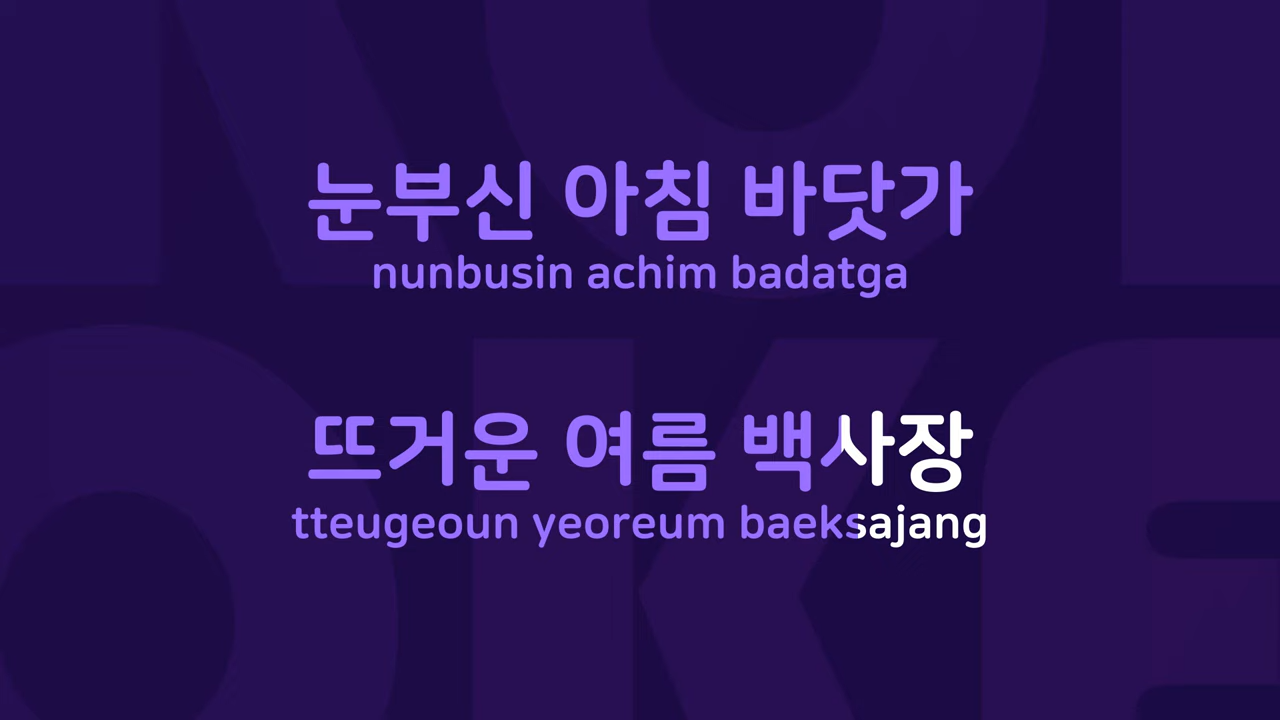 눈부신 아침 바닷가
nunbusin achim badatga
뜨거운 여름 백사장
tteugeoun yeoreum baeksajang